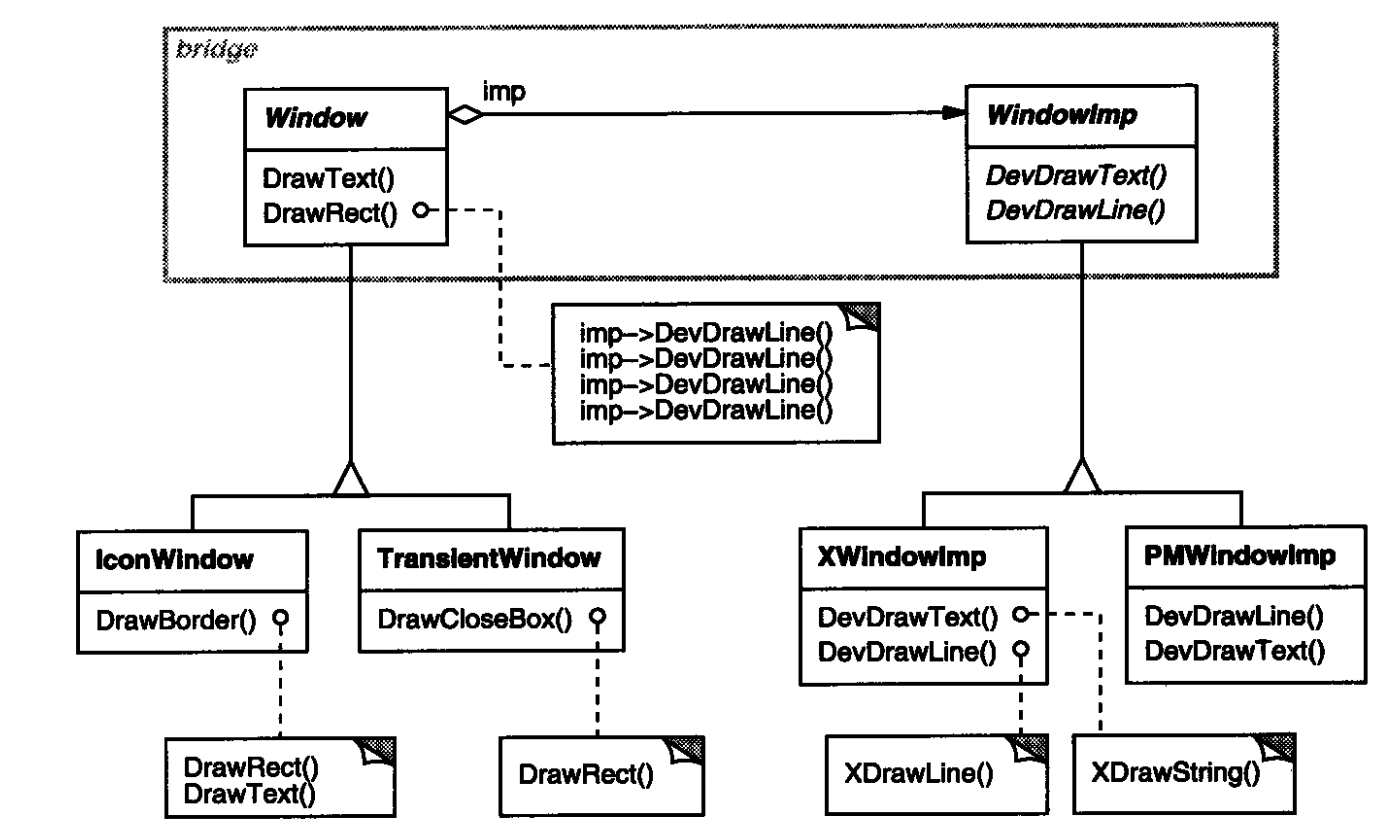 bridge
imp
Window
WindowImp
DrawText()
DrawRect()
DevDrawText()
DevDrawLine()
imp->DevDrawLine()
imp->DevDrawLine()
imp->DevDrawLine()
imp->DevDrawLine()
IconWindow
DrawBorder()
TransientWindow
DrawCloseBox()
XWindowImp
DevDrawText()
DevDrawLine()
PMWindowImp
DevDrawLine()
DevDrawText()
DrawRect()
DrawText()
DrawRect()
XDrawLine()
XDrawString()